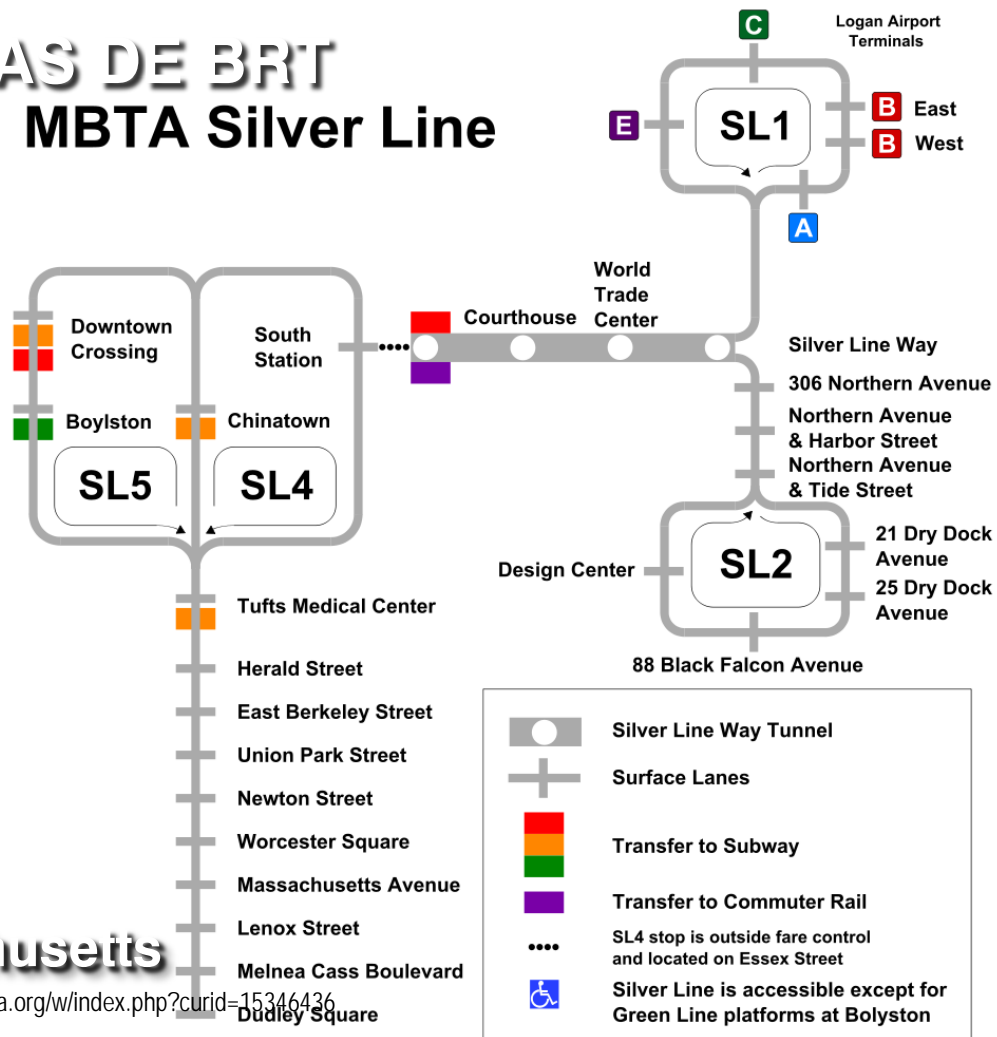 AS DE BRT
MBTA Silver Line
C
Logan Airport
Terminals
E
SL1
B East
B West
A
World
Trade
Center
Courthouse
Downtown
Crossing
South
Station
Silver Line Way
306 Northern Avenue
Boylston
Chinatown
Northern Avenue
& Harbor Street
Northern Avenue
& Tide Street
SL5
SL4
SL2
21 Dry Dock
Avenue
Design Center
25 Dry Dock
Avenue
88 Black Falcon Avenue
Tufts Medical Center
Herald Street
East Berkeley Street
Union Park Street
Newton Street
Worcester Square
Massachusetts Avenue
Lenox Street
Melnea Cass Boulevard
Dudley Square
Silver Line Way Tunnel
Surface Lanes
Transfer to Subway
Transfer to Commuter Rail
SL4 stop is outside fare control
and located on Essex Street
Silver Line is accessible except for
Green Line platforms at Bolyston
husetts
a.org/w/index.php?curid=15346436